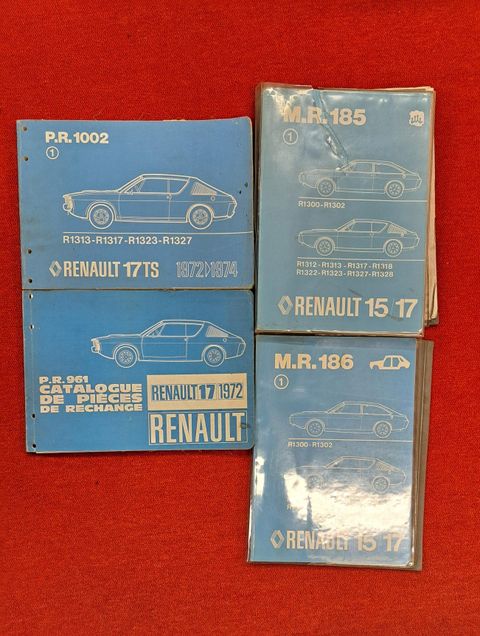 P.R.1002
1
R1313-R1317-R1323-R1327
RENAULT 17TS 1972>1974
P.R.961
CATALOGUE
DE PIÈCES
DE RECHANGE
RENAULT 17 1972
RENAULT
M.R.185
1
R1300-R1302
R1312-R1313-R1317-R1318
R1322-R1323-R1327-R1328
RENAULT 15 17
M.R.186
1
R1300-R1302
RENAULT 15 17